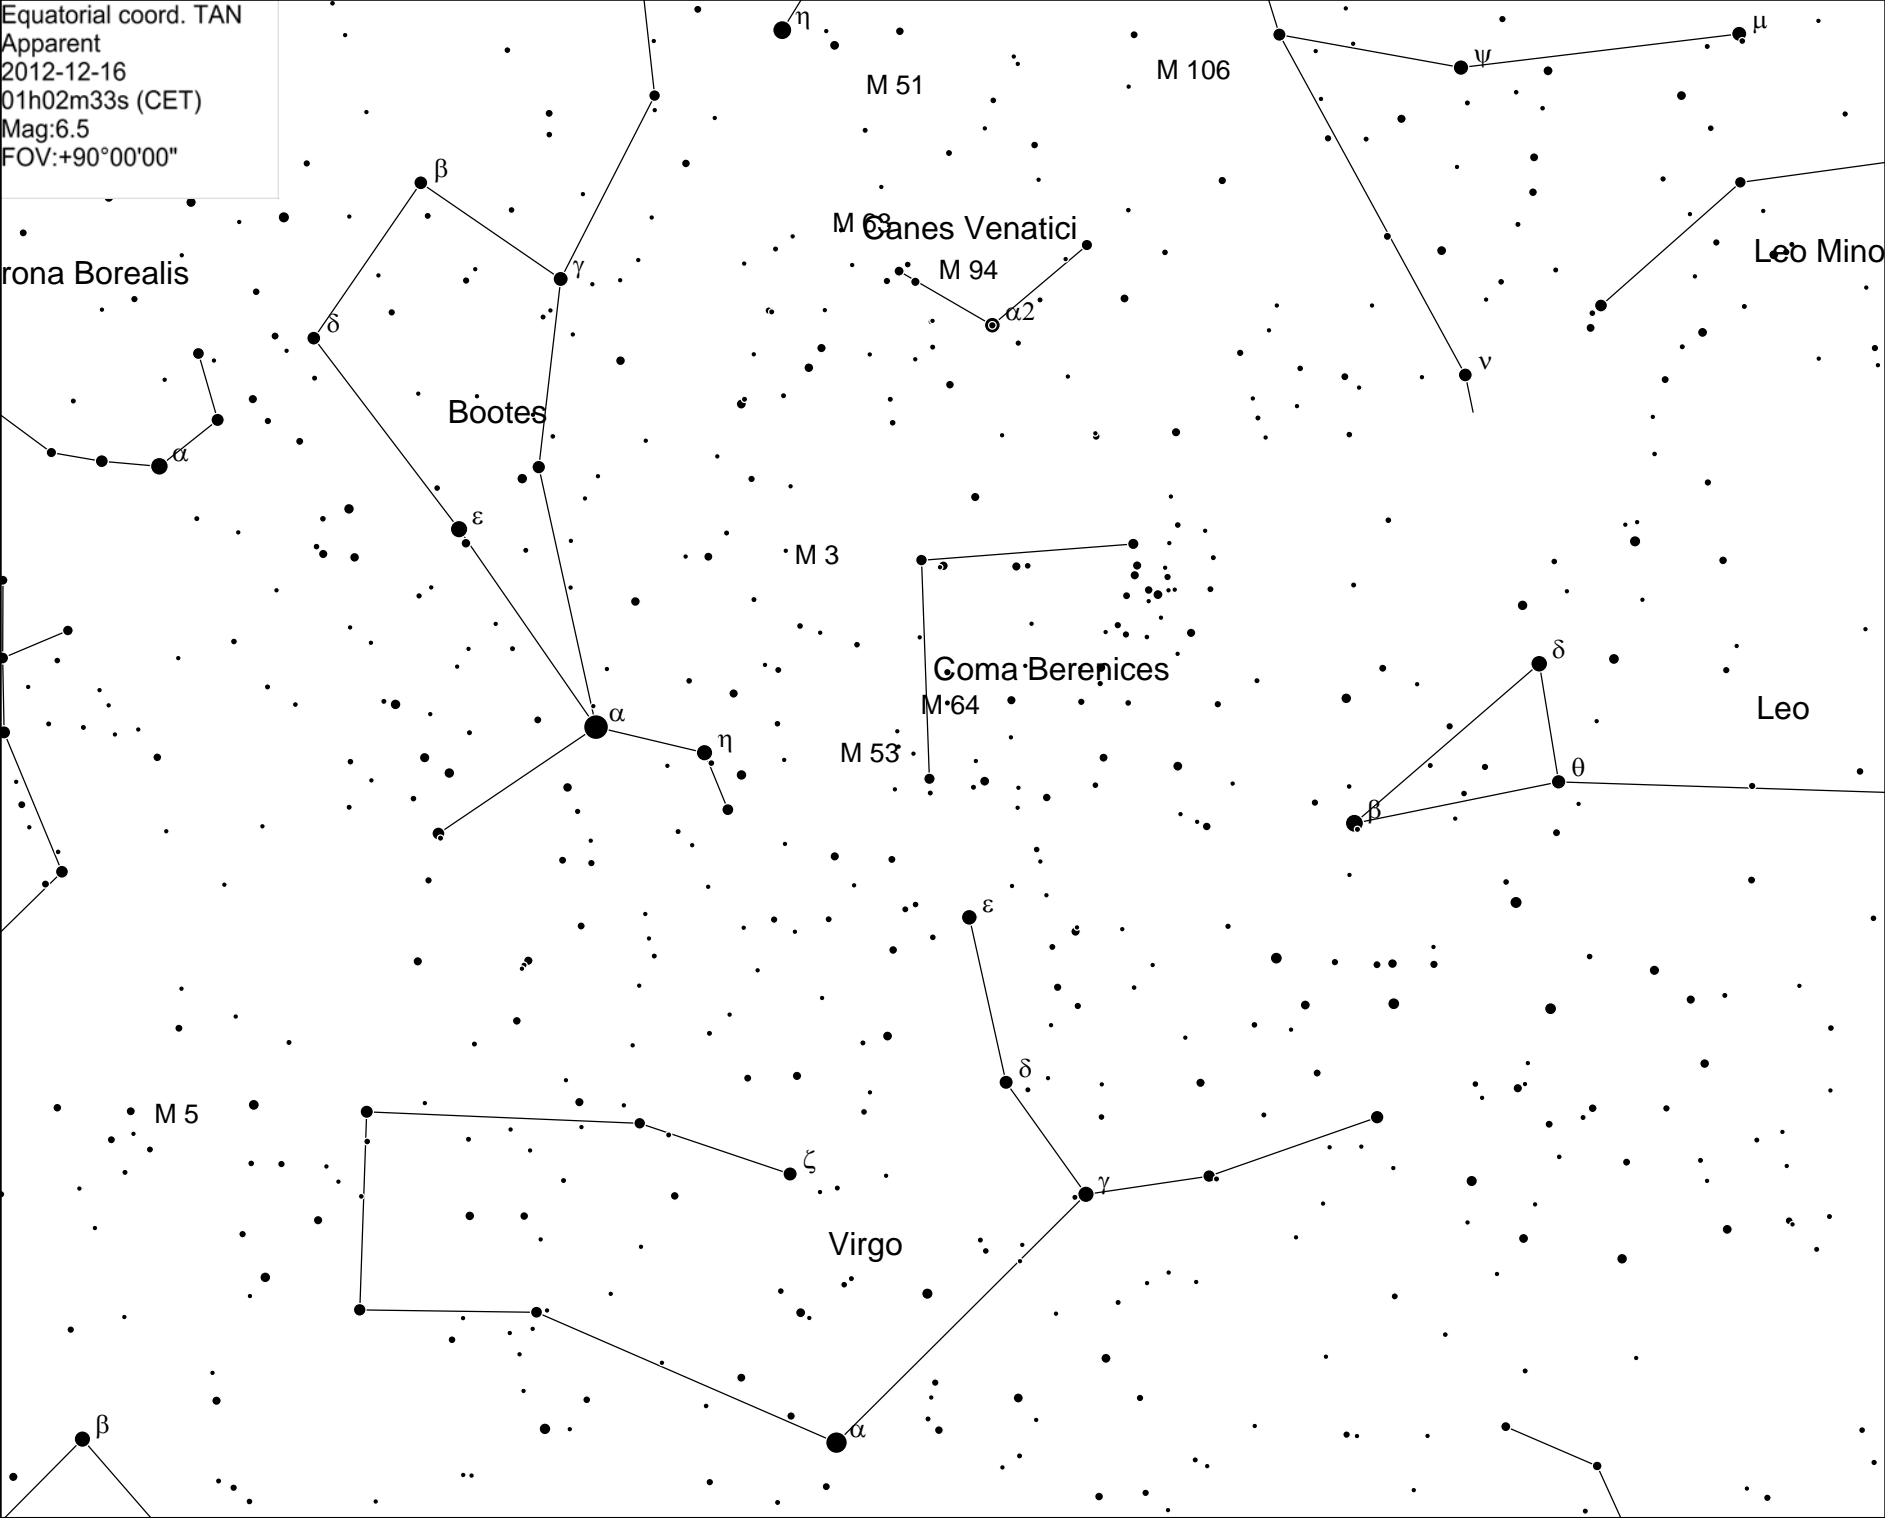 Equatorial coord. TAN
Apparent
2012-12-16
01h02m33s (CET)
Mag:6.5
FOV:+90°00'00"
η
μ
ψ
M 51
M 106
β
M 63
Canes Venatici
Leo Mino
rona Borealis
γ
M 94
δ
α2
ν
Bootes
α
ε
M 3
δ
Coma Berenices
M 64
Leo
α
η
M 53
θ
β
ε
δ
M 5
ζ
γ
Virgo
β
α